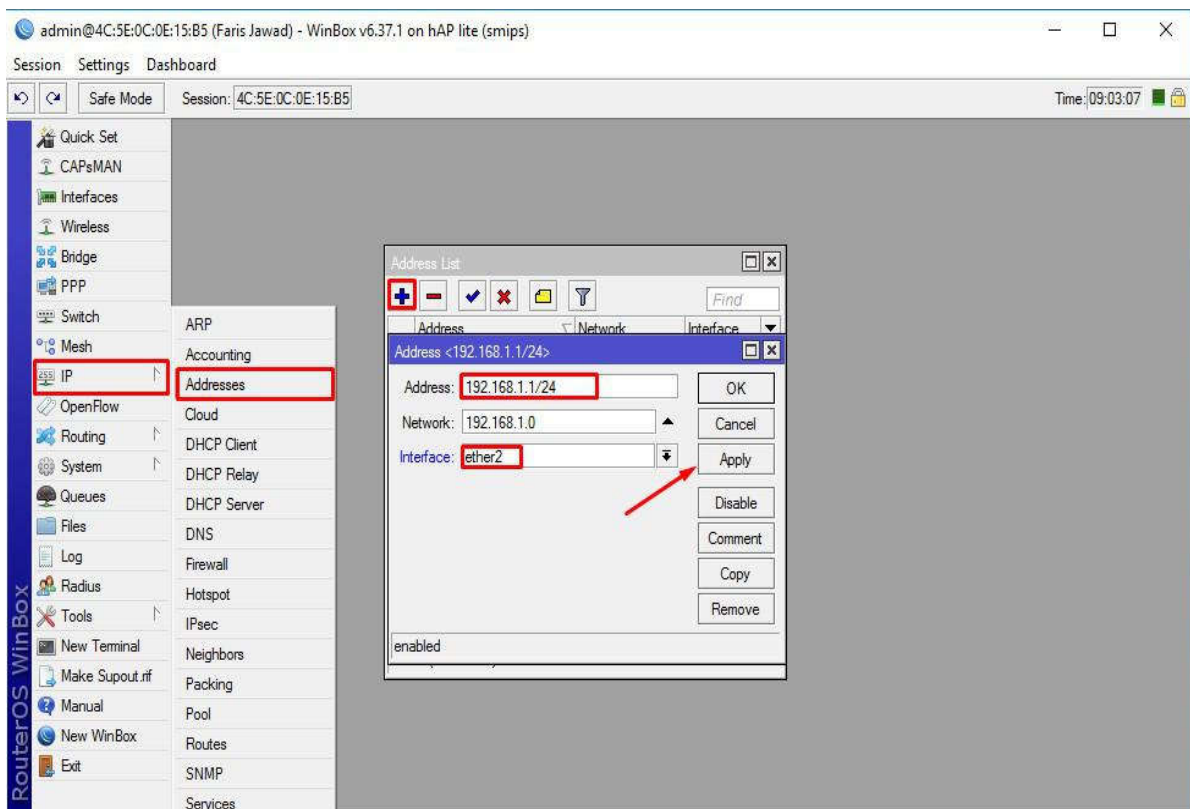 admin@4C:5E:0C:0E:15:B5 (Faris Jawad) - WinBox v6.37.1 on hAP lite (smips)
Session Settings Dashboard
Safe Mode Session: 4C:5E:0C:0E:15:B5 Time: 09:03:07
Quick Set
CAPsMAN
Interfaces
Wireless
Bridge
PPP
Switch
Mesh
IP
OpenFlow
Routing
System
Queues
Files
Log
Radius
Tools
New Terminal
Make Supout.rif
Manual
New WinBox
Exit
RouterOS WinBox
ARP
Accounting
Addresses
Cloud
DHCP Client
DHCP Relay
DHCP Server
DNS
Firewall
Hotspot
IPsec
Neighbors
Packing
Pool
Routes
SNMP
Services
Address List
Find
Address Network Interface
Address <192.168.1.1/24>
Address: 192.168.1.1/24 OK
Network: 192.168.1.0 Cancel
Interface: ether2 Apply
Disable
Comment
Copy
Remove
enabled